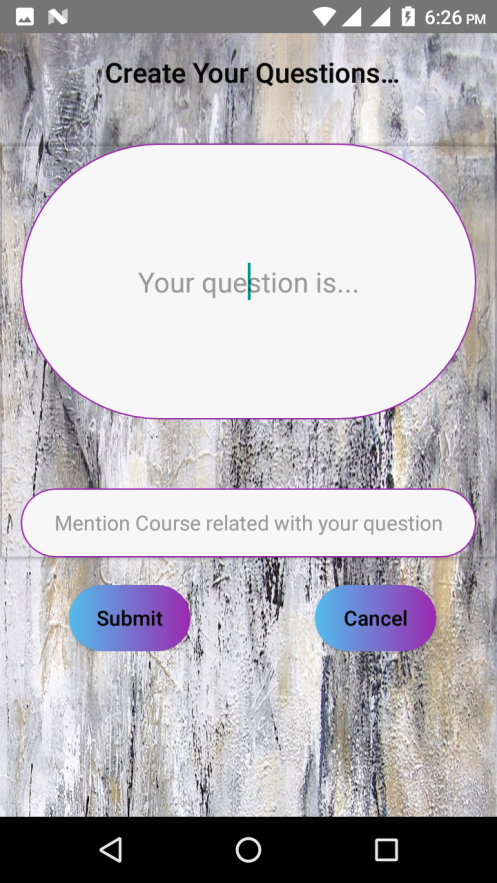 6:26 PM
Create Your Questions...
Your question is...
Mention Course related with your question
Submit
Cancel